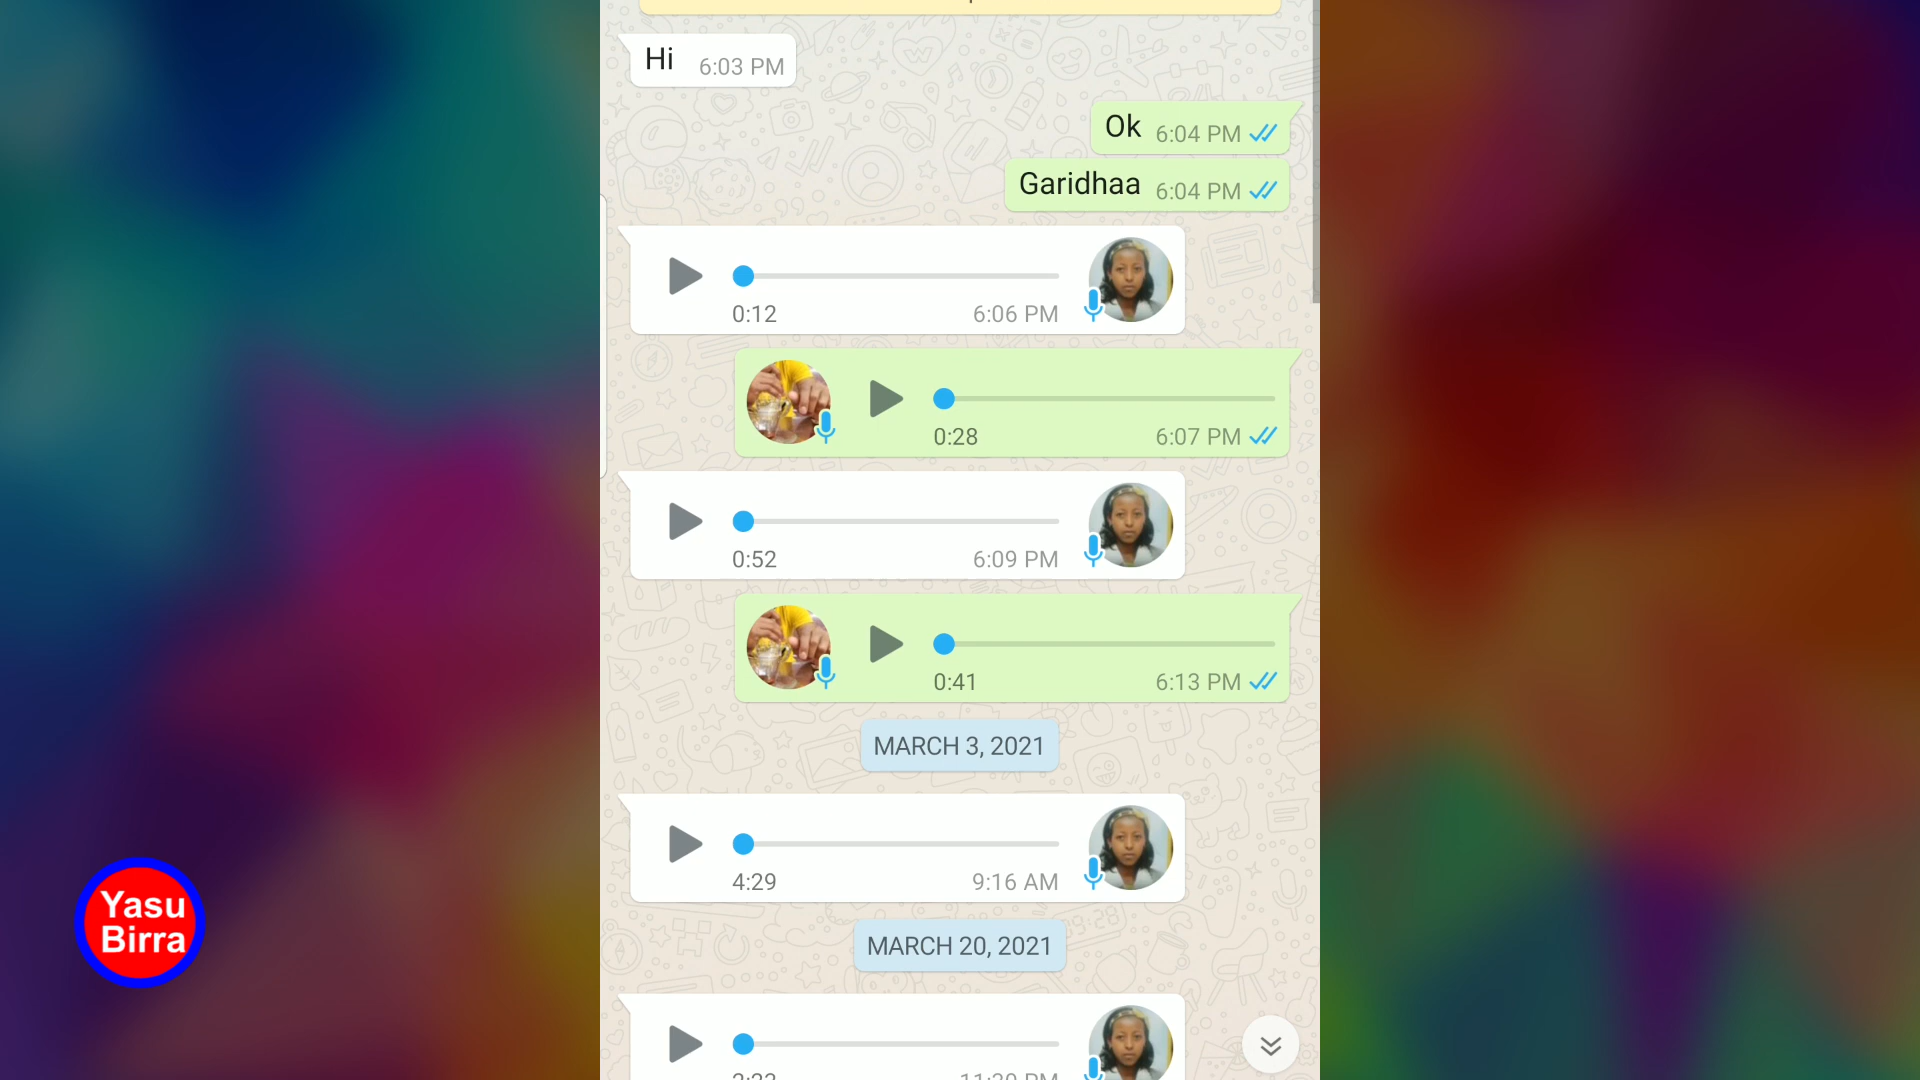 Hi 6:03 PM
Ok 6:04 PM
Garidhaa 6:04 PM
0:12 6:06 PM
0:28 6:07 PM
0:52 6:09 PM
0:41 6:13 PM
MARCH 3, 2021
4:29 9:16 AM
MARCH 20, 2021
Yasu
Birra